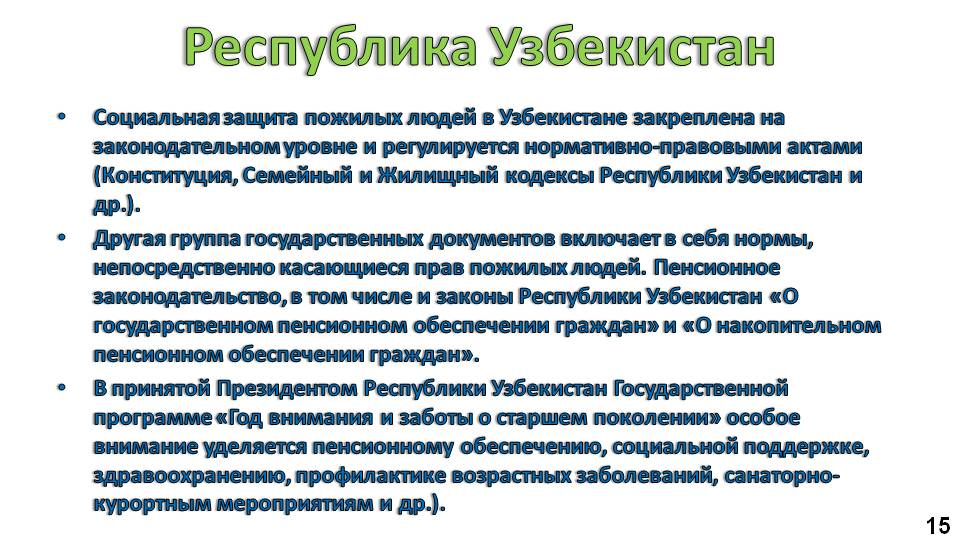 Республика Узбекистан
• Социальная защита пожилых людей в Узбекистане закреплена на
законодательном уровне и регулируется нормативно-правовыми актами
(Конституция, Семейный и Жилищный кодексы Республики Узбекистан и
др.).
• Другая группа государственных документов включает в себя нормы,
непосредственно касающиеся прав пожилых людей. Пенсионное
законодательство, в том числе и законы Республики Узбекистан «О
государственном пенсионном обеспечении граждан» и «О накопительном
пенсионном обеспечении граждан».
• В принятой Президентом Республики Узбекистан Государственной
программе «Год внимания и заботы о старшем поколении» особое
внимание уделяется пенсионному обеспечению, социальной поддержке,
здравоохранению, профилактике возрастных заболеваний, санаторно-
курортным мероприятиям и др.).
15